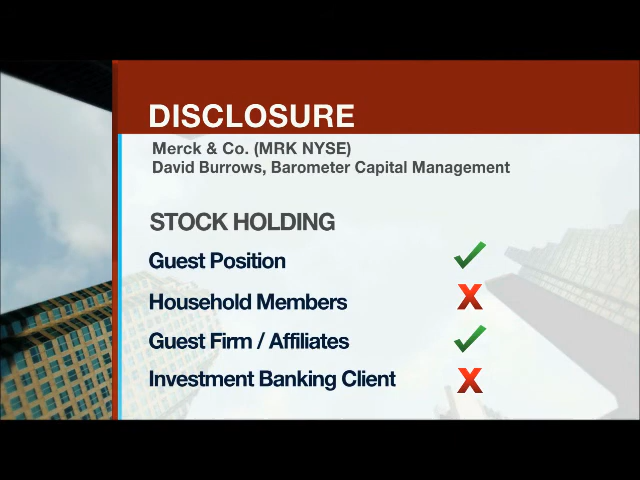 DISCLOSURE
Merck & Co. (MRK NYSE)
David Burrows, Barometer Capital Management
STOCK HOLDING
Guest Position
Household Members
Guest Firm / Affiliates
Investment Banking Client